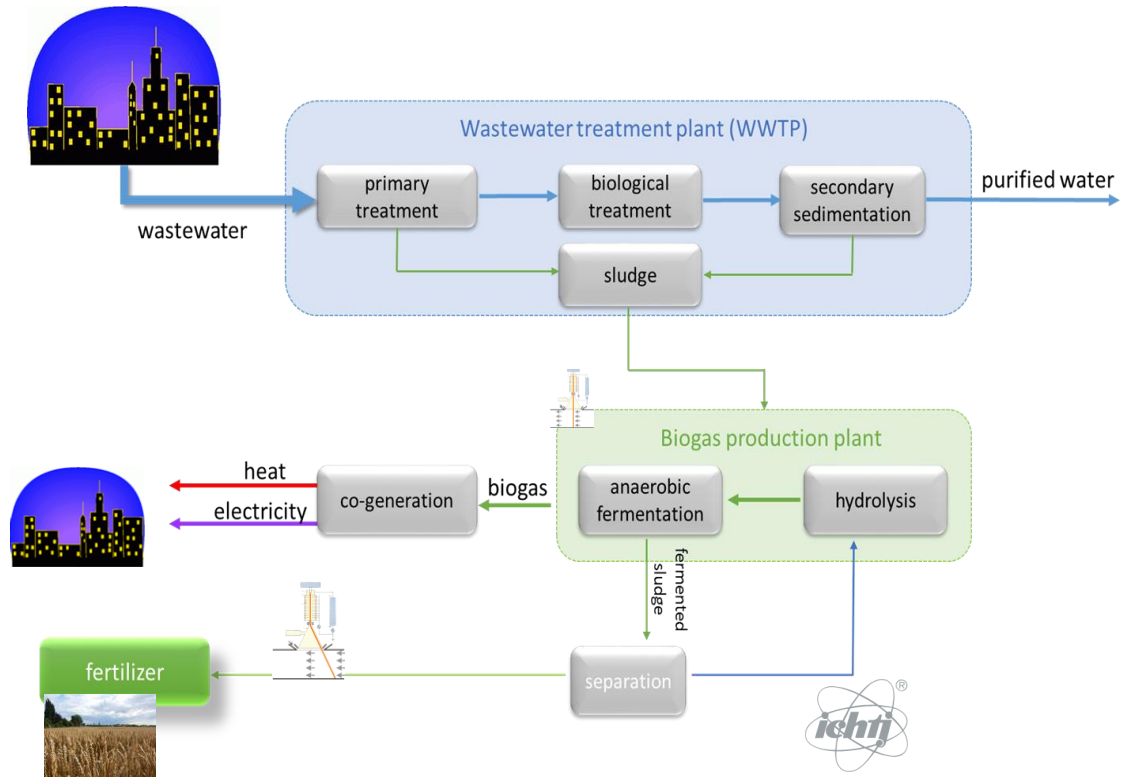 Wastewater treatment plant (WWTP)
primary
treatment
biological
treatment
secondary
sedimentation
purified water
wastewater
sludge
Biogas production plant
heat
electricity
co-generation
biogas
anaerobic
fermentation
hydrolysis
fermented
sludge
fertilizer
separation
ichtj
®